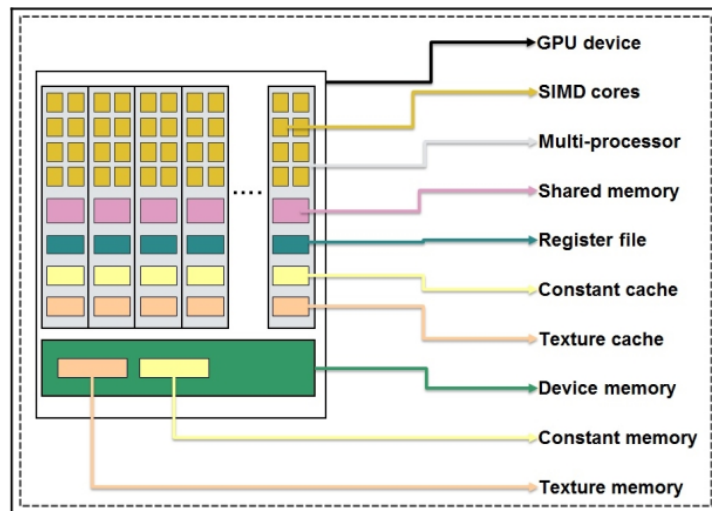 GPU device
SIMD cores
Multi-processor
Shared memory
Register file
Constant cache
Texture cache
Device memory
Constant memory
Texture memory
....